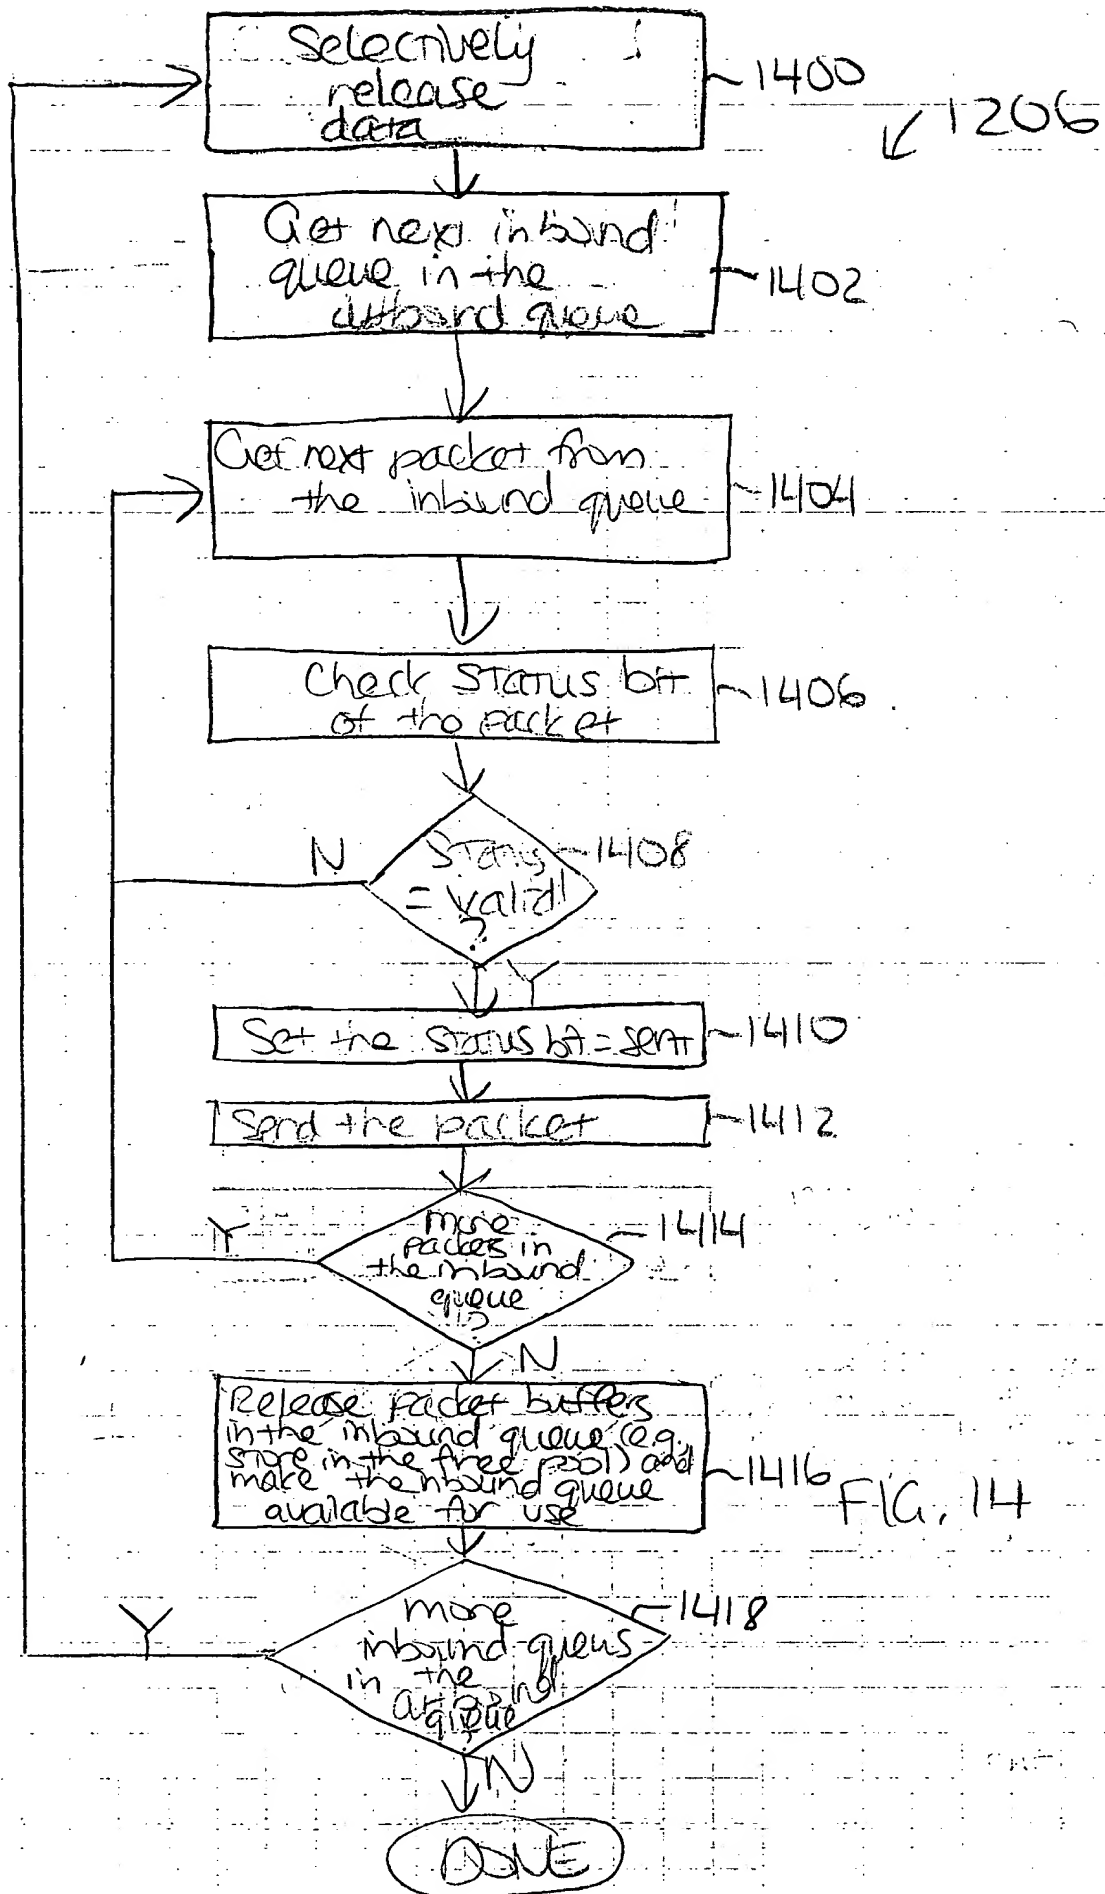 Selectively
release
data
1400
1206
Get next inbound
queue in the
outbound queue
1402
Get next packet from
the inbound queue
1404
Check Status bit
of the packet
1406
N
Status
= valid
?
1408
Y
Set the status bit = sent
1410
Send the packet
1412
more
packets in
the inbound
queue
?
1414
Y
N
Release packet buffers
in the inbound queue (e.g.
store in the free pool) and
make the inbound queue
available for use
1416
FIG. 14
more
inbound queus
in the
outbound
queue
?
1418
Y
N
DONE